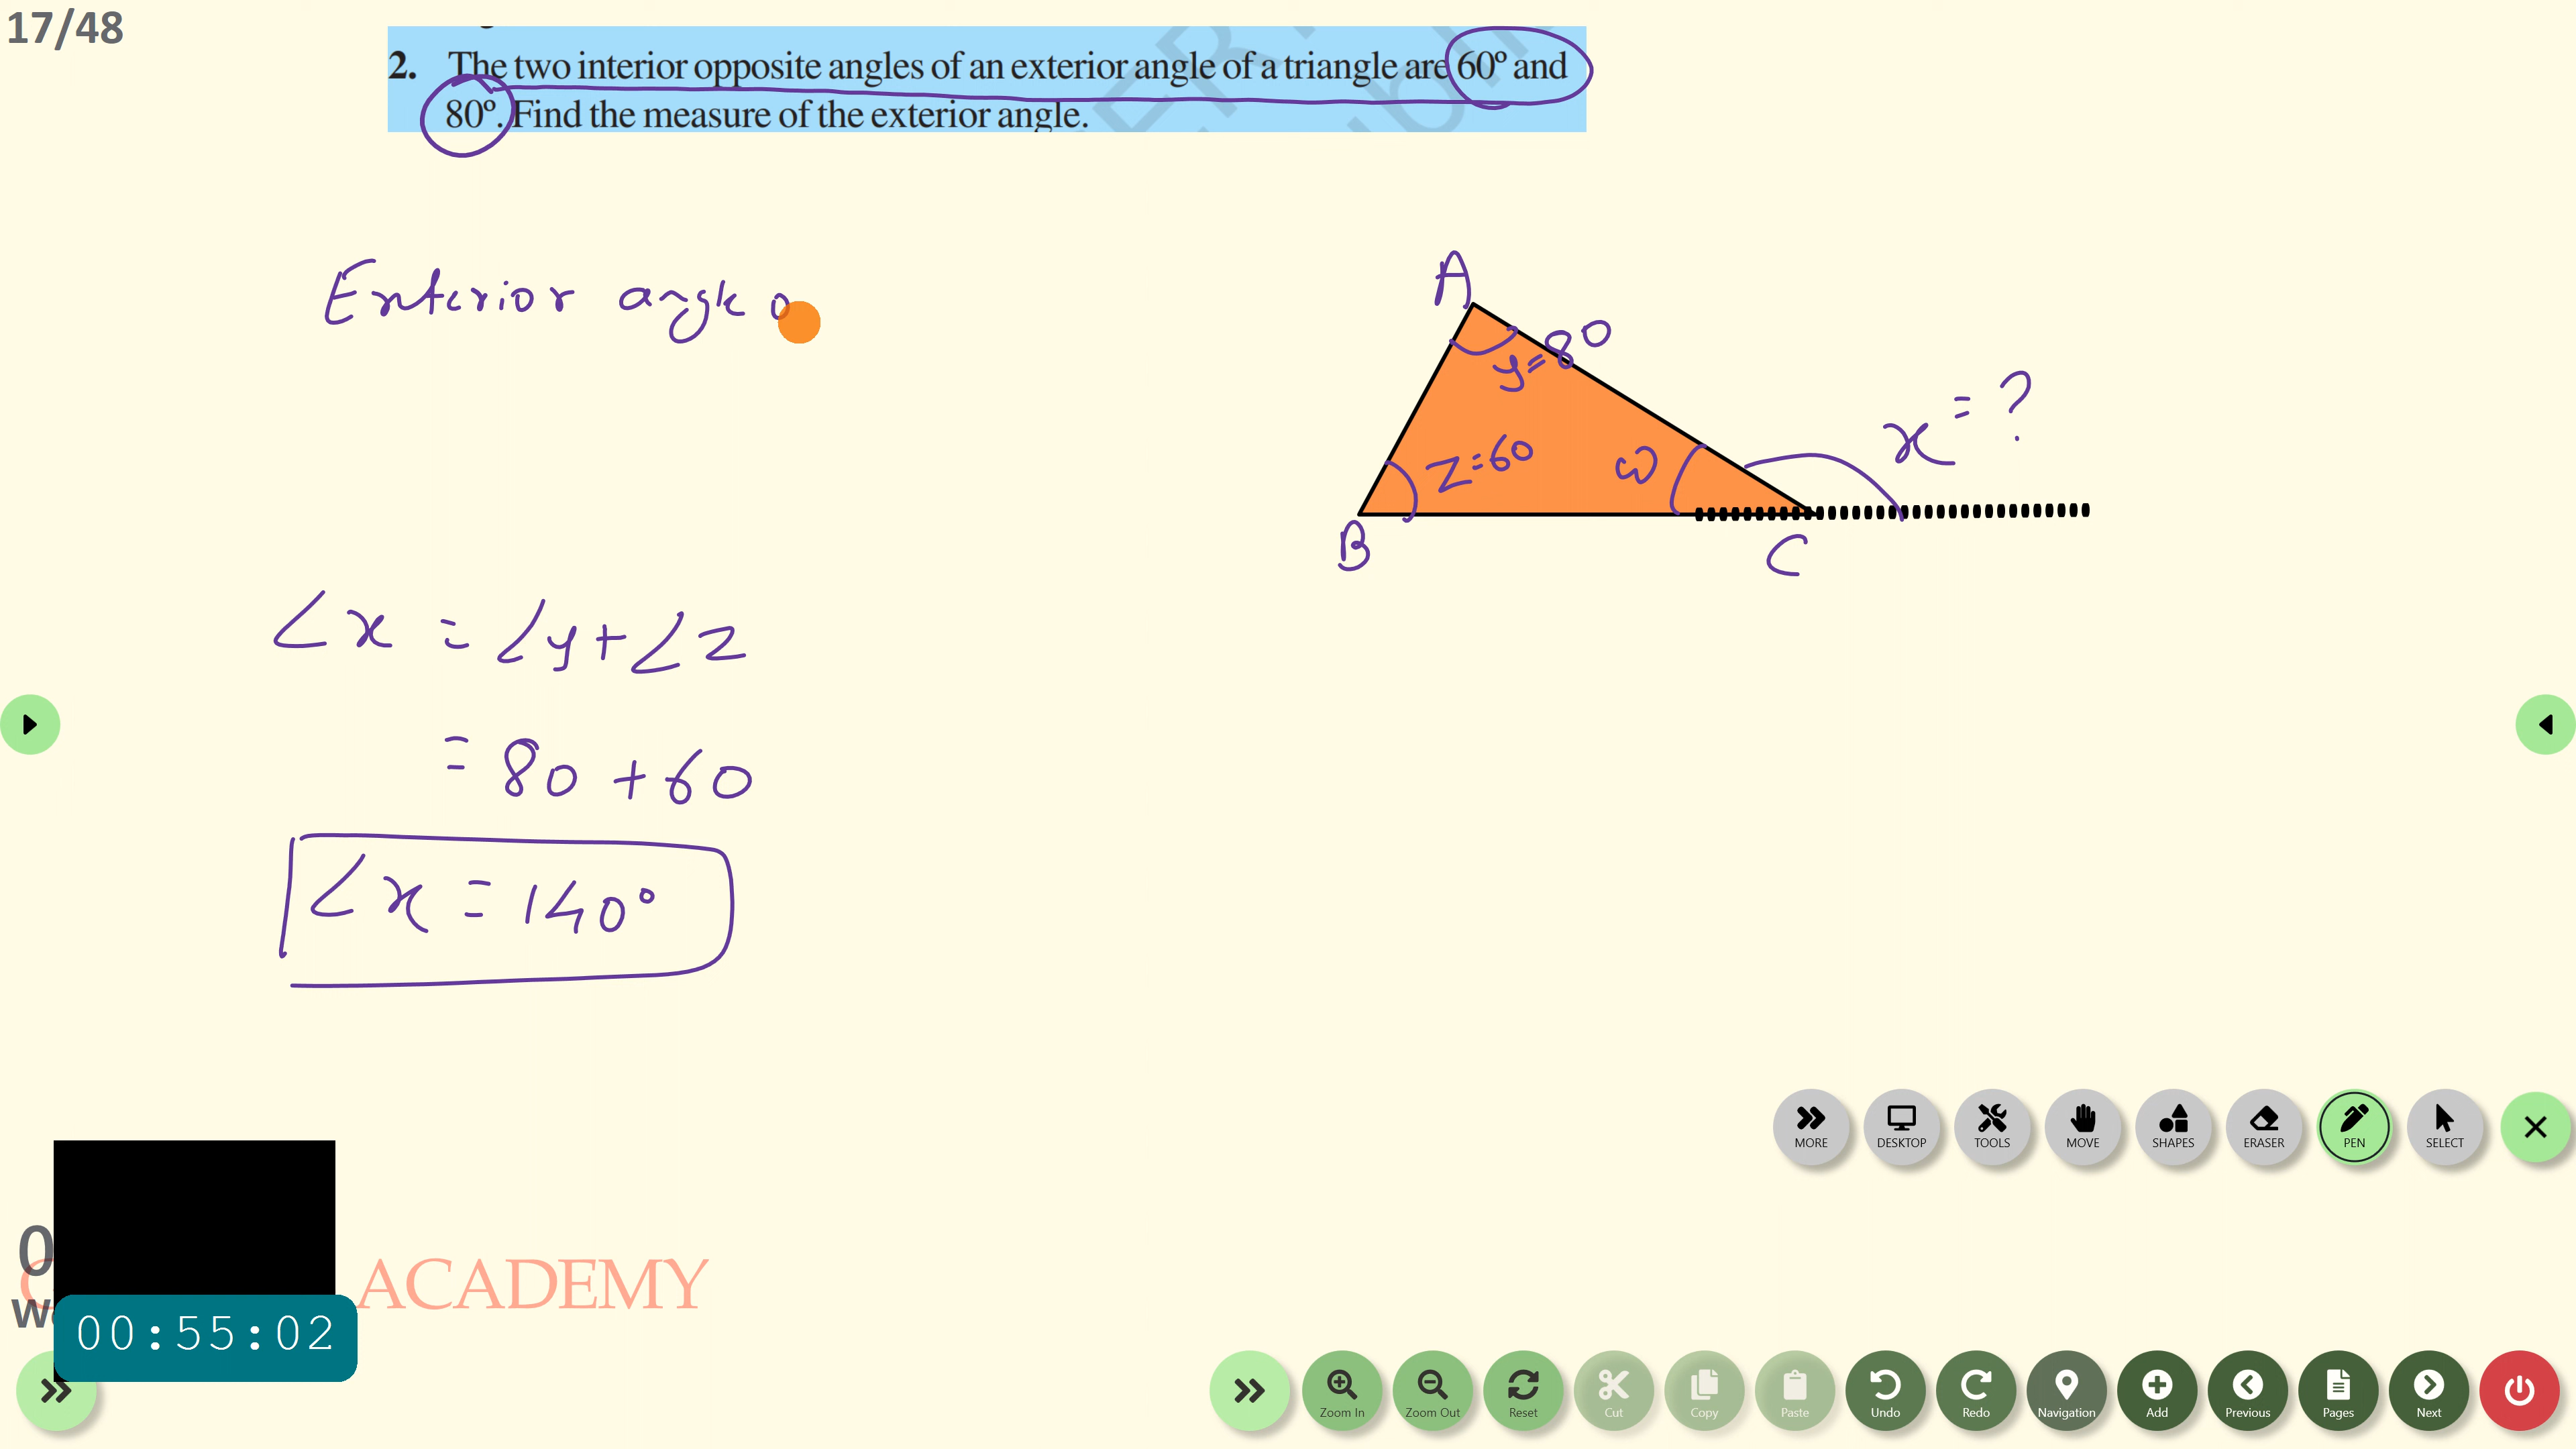 17/48
2. The two interior opposite angles of an exterior angle of a triangle are 60º and
80º. Find the measure of the exterior angle.
Exterior angle o
A
y=80
z=60
ω
x=?
B
C
∠x = ∠y+∠z
= 80 + 60
∠x = 140°
MORE
DESKTOP
TOOLS
MOVE
SHAPES
ERASER
PEN
SELECT
ACADEMY
00:55:02
Zoom In
Zoom Out
Reset
Cut
Copy
Paste
Undo
Redo
Navigation
Add
Previous
Pages
Next